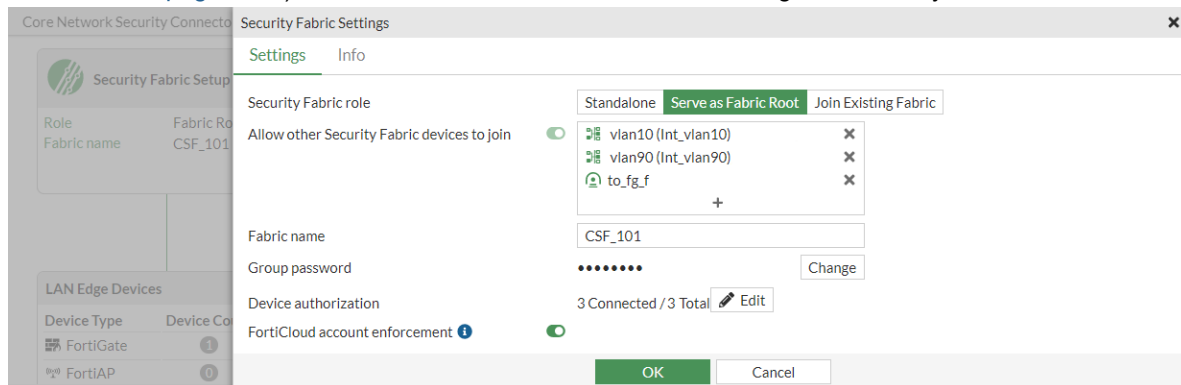 Core Network Security Connecto
Security Fabric Settings
Settings Info
Security Fabric Setup
Role Fabric Ro
Fabric name CSF_101
Security Fabric role Standalone Serve as Fabric Root Join Existing Fabric
Allow other Security Fabric devices to join vlan10 (Int_vlan10)
vlan90 (Int_vlan90)
to_fg_f
+
Fabric name CSF_101
Group password •••••••• Change
Device authorization 3 Connected / 3 Total Edit
FortiCloud account enforcement
LAN Edge Devices
Device Type Device Co
FortiGate 1
FortiAP 0
OK Cancel